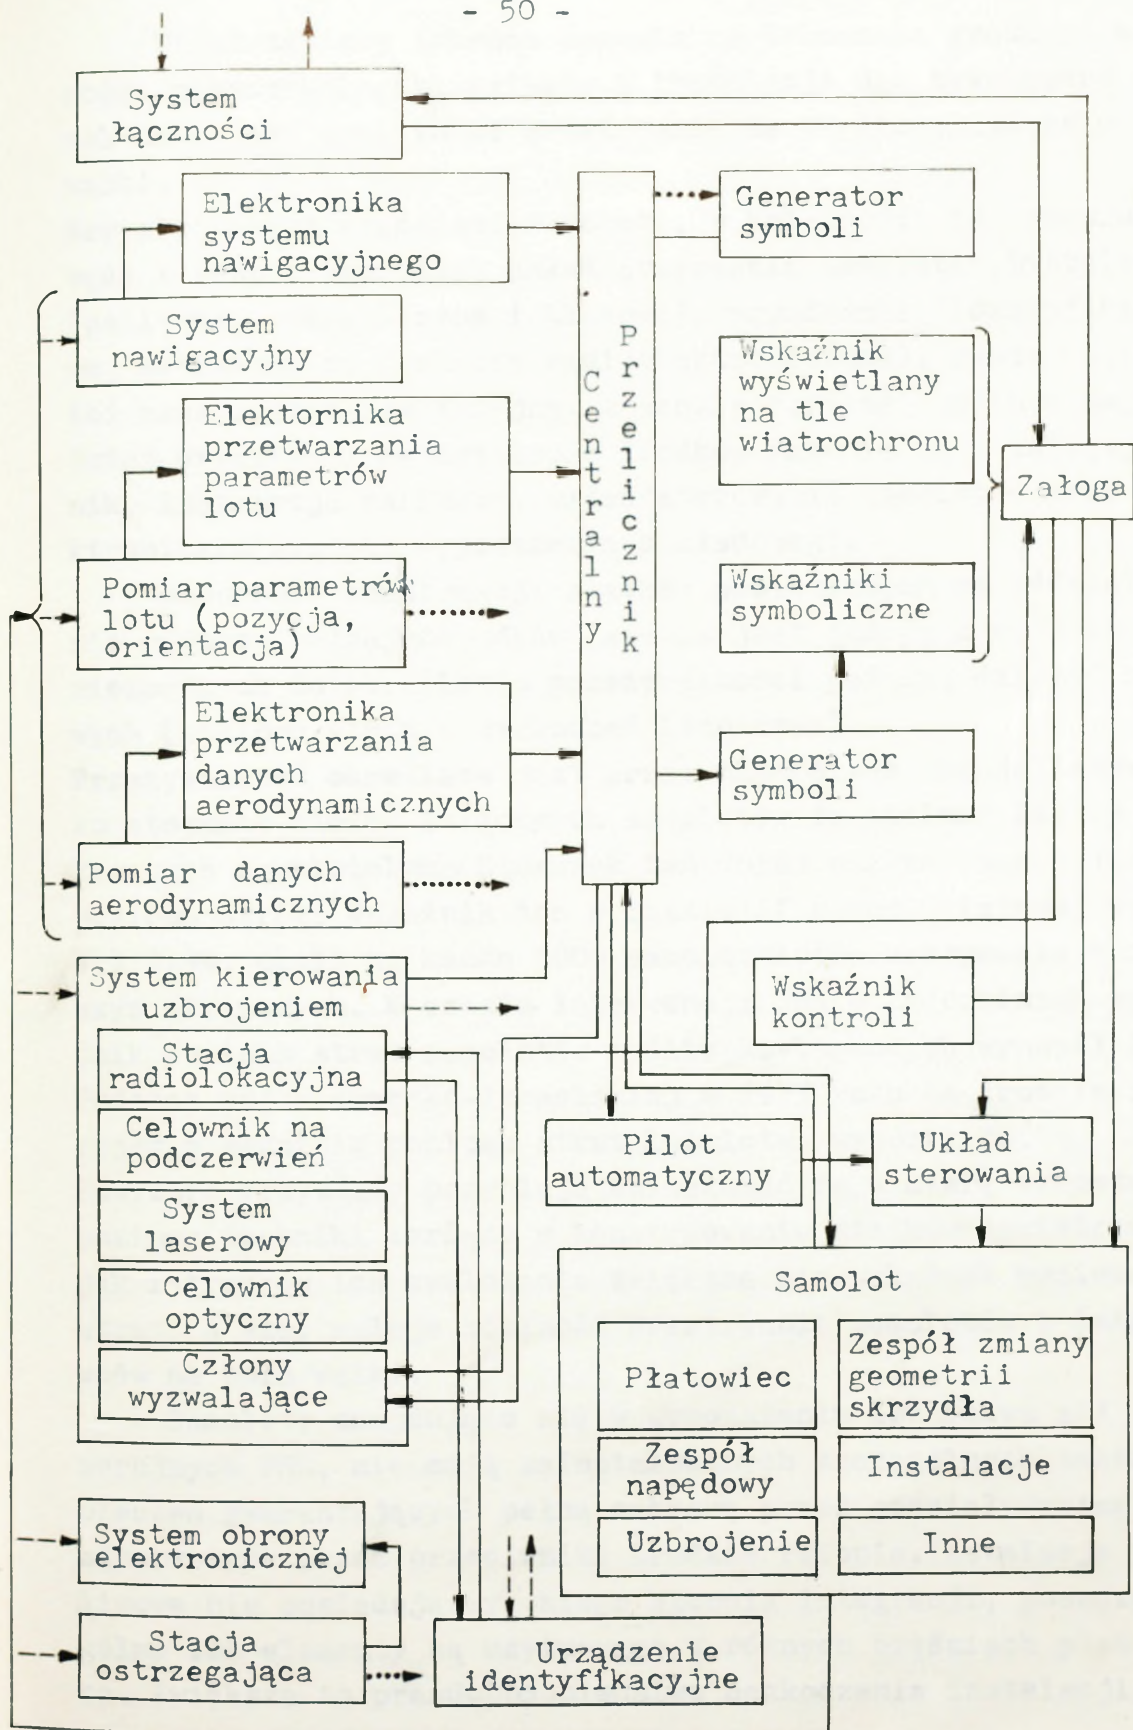 - 50 -
System
łączności
Elektronika
systemu
nawigacyjnego
System
nawigacyjny
Elektornika
przetwarzania
parametrów
lotu
Pomiar parametrów
lotu (pozycja,
orientacja)
Elektronika
przetwarzania
danych
aerodynamicznych
Pomiar danych
aerodynamicznych
System kierowania
uzbrojeniem
Stacja
radiolokacyjna
Celownik na
podczerwień
System
laserowy
Celownik
optyczny
Człony
wyzwalające
System obrony
elektronicznej
Stacja
ostrzegająca
Urządzenie
identyfikacyjne
Centralny
Przelicznik
Generator
symboli
Wskaźnik
wyświetlany
na tle
wiatrochronu
Załoga
Wskaźniki
symboliczne
Generator
symboli
Wskaźnik
kontroli
Pilot
automatyczny
Układ
sterowania
Samolot
Płatowiec
Zespół zmiany
geometrii
skrzydła
Zespół
napędowy
Instalacje
Uzbrojenie
Inne